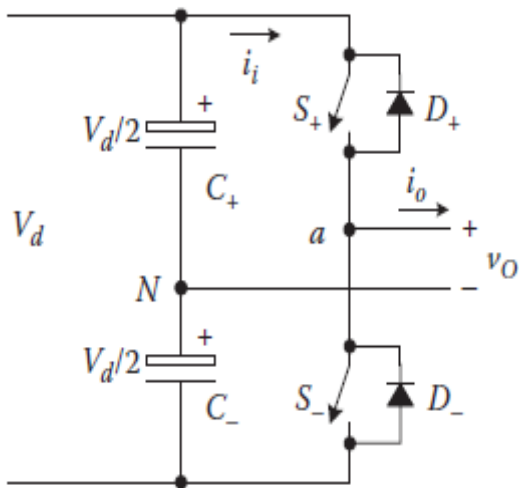 i_i
+
V_d/2
C_+
S_+
D_+
i_o
V_d
a
+
v_O
N
−
+
V_d/2
C_−
S_−
D_−